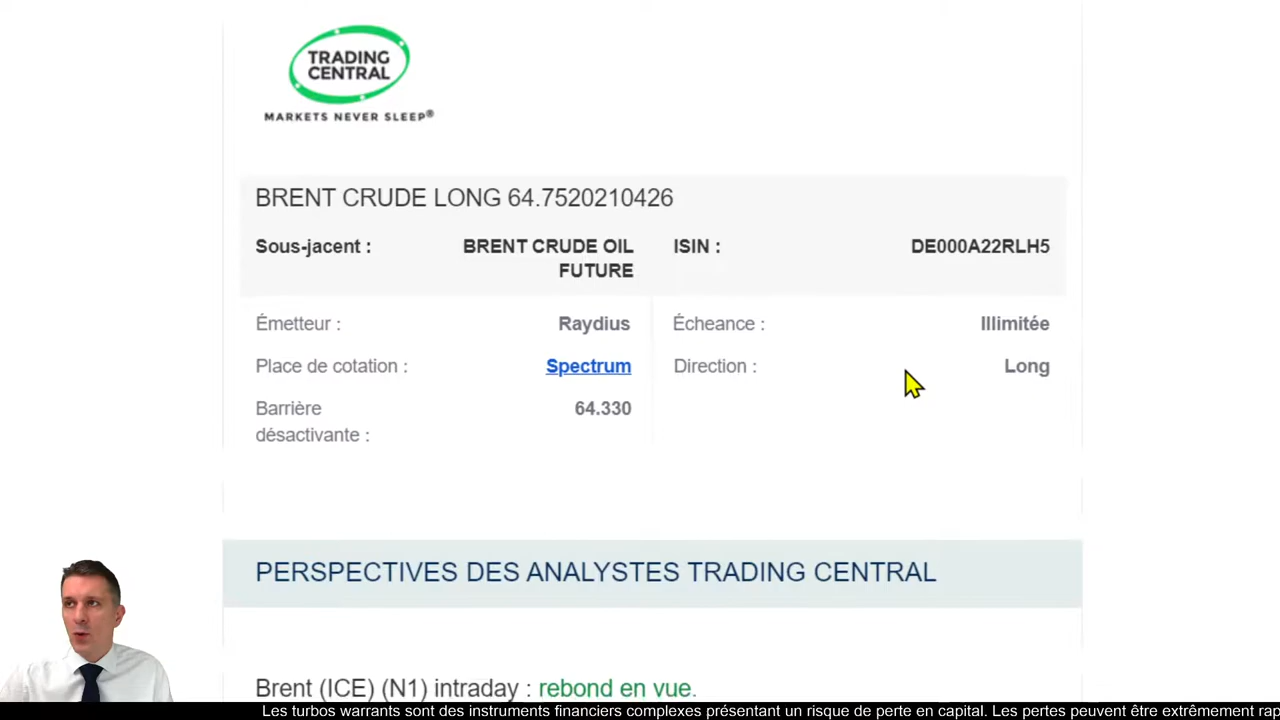 TRADING
CENTRAL
MARKETS NEVER SLEEP®
BRENT CRUDE LONG 64.7520210426
Sous-jacent : BRENT CRUDE OIL FUTURE
ISIN : DE000A22RLH5
Émetteur : Raydius
Écheance : Illimitée
Place de cotation : Spectrum
Direction : Long
Barrière désactivante : 64.330
PERSPECTIVES DES ANALYSTES TRADING CENTRAL
Brent (ICE) (N1) intraday : rebond en vue.
Les turbos warrants sont des instruments financiers complexes présentant un risque de perte en capital. Les pertes peuvent être extrêmement rap